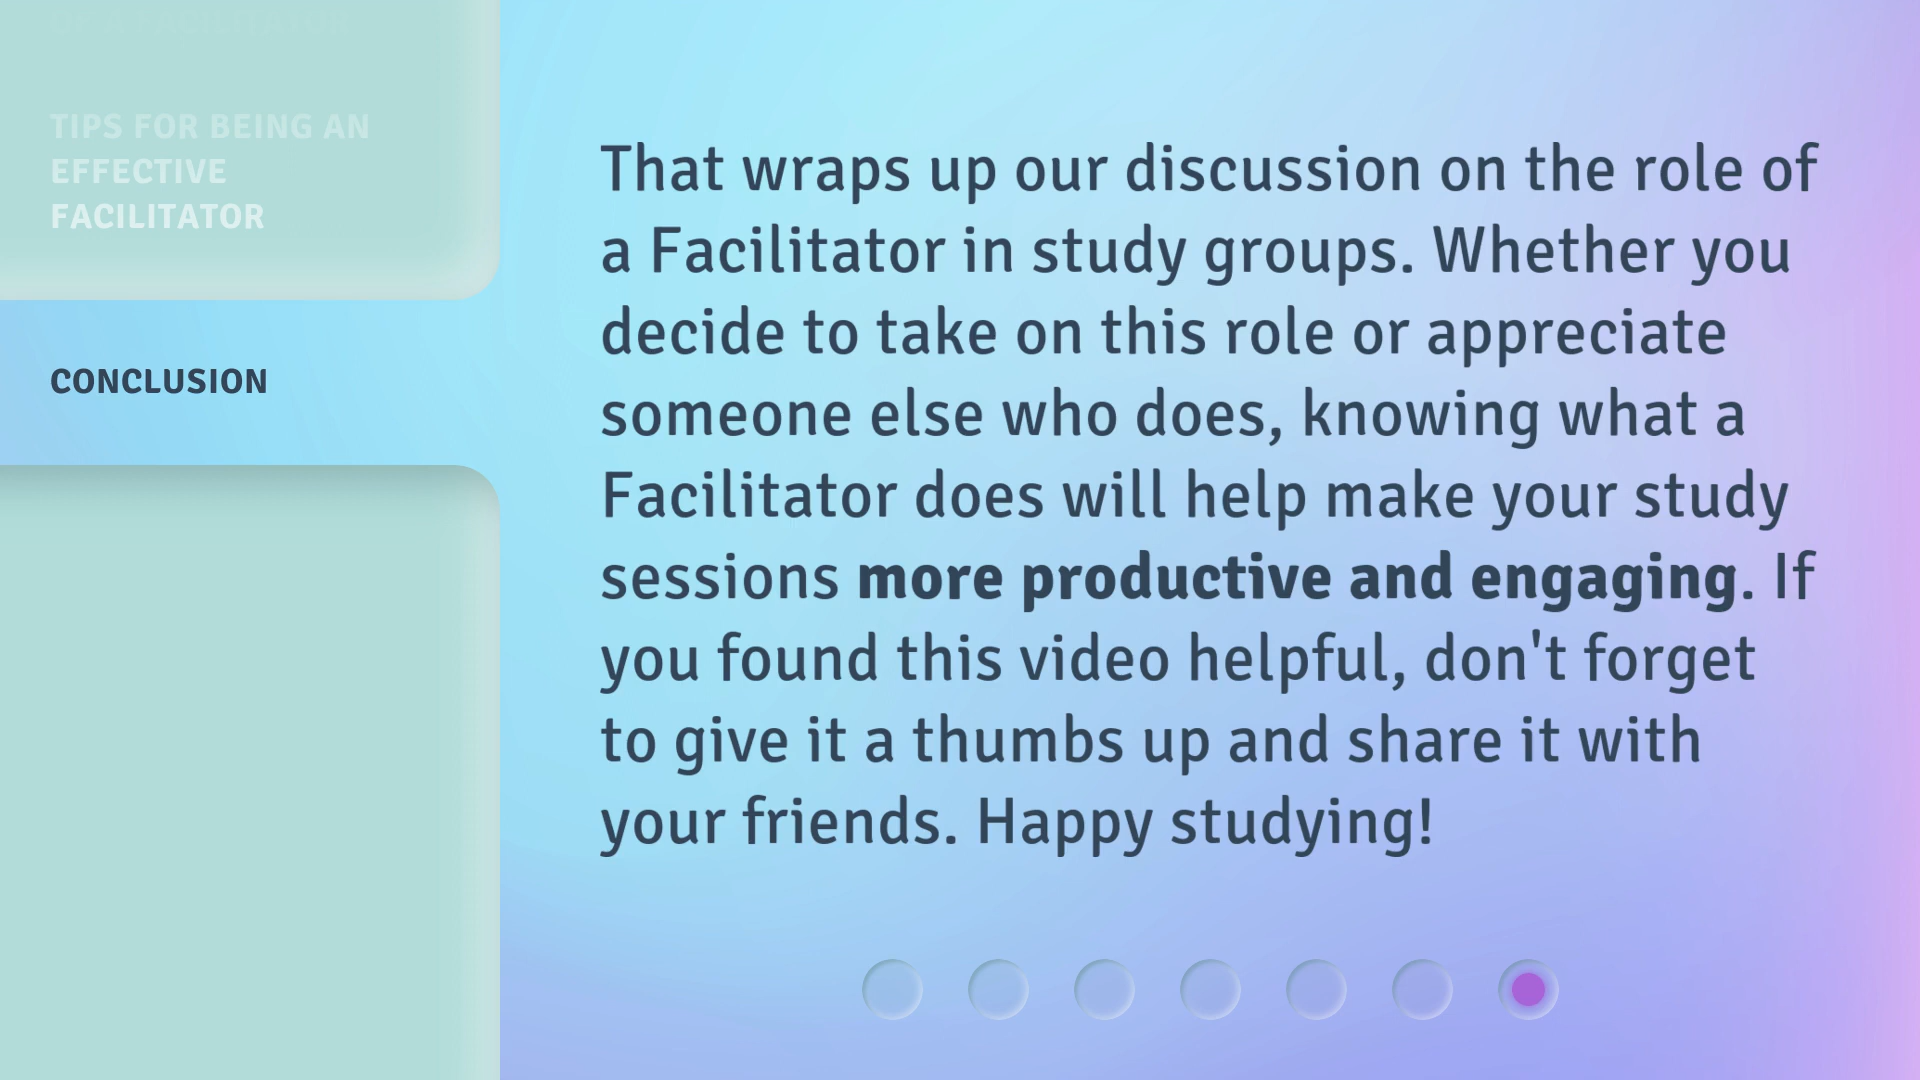 OF A FACILITATOR
TIPS FOR BEING AN
EFFECTIVE
FACILITATOR
CONCLUSION
That wraps up our discussion on the role of
a Facilitator in study groups. Whether you
decide to take on this role or appreciate
someone else who does, knowing what a
Facilitator does will help make your study
sessions more productive and engaging. If
you found this video helpful, don't forget
to give it a thumbs up and share it with
your friends. Happy studying!